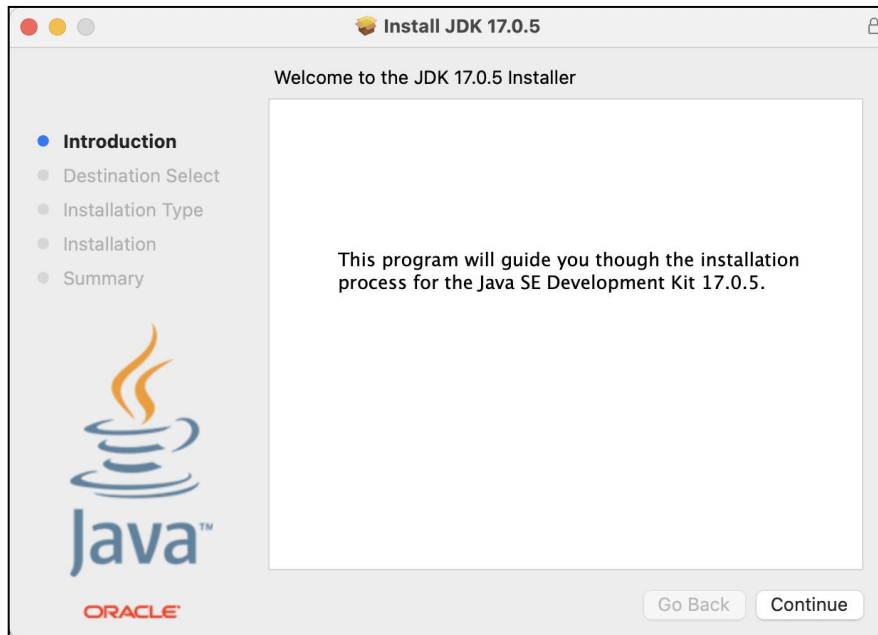 Install JDK 17.0.5
Welcome to the JDK 17.0.5 Installer
Introduction
Destination Select
Installation Type
Installation
Summary
This program will guide you though the installation
process for the Java SE Development Kit 17.0.5.
Java™
ORACLE
Go Back
Continue